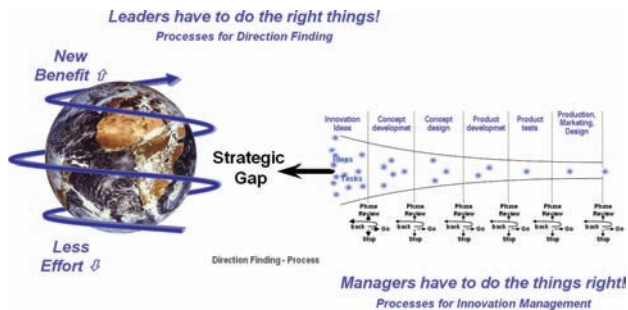 Leaders have to do the right things!
Processes for Direction Finding
New
Benefit ⇧
Less
Effort ⇩
Strategic
Gap
Direction Finding - Process
Innovation
Ideas
Concept
developmet
Concept
design
Product
developmet
Product
tests
Production,
Marketing,
Design
Ideas
Tasks
Phase
Review
back
Go
Stop
Phase
Review
back
Go
Stop
Phase
Review
back
Go
Stop
Phase
Review
back
Go
Stop
Phase
Review
back
Go
Stop
Phase
Review
back
Go
Stop
Managers have to do the things right!
Processes for Innovation Management